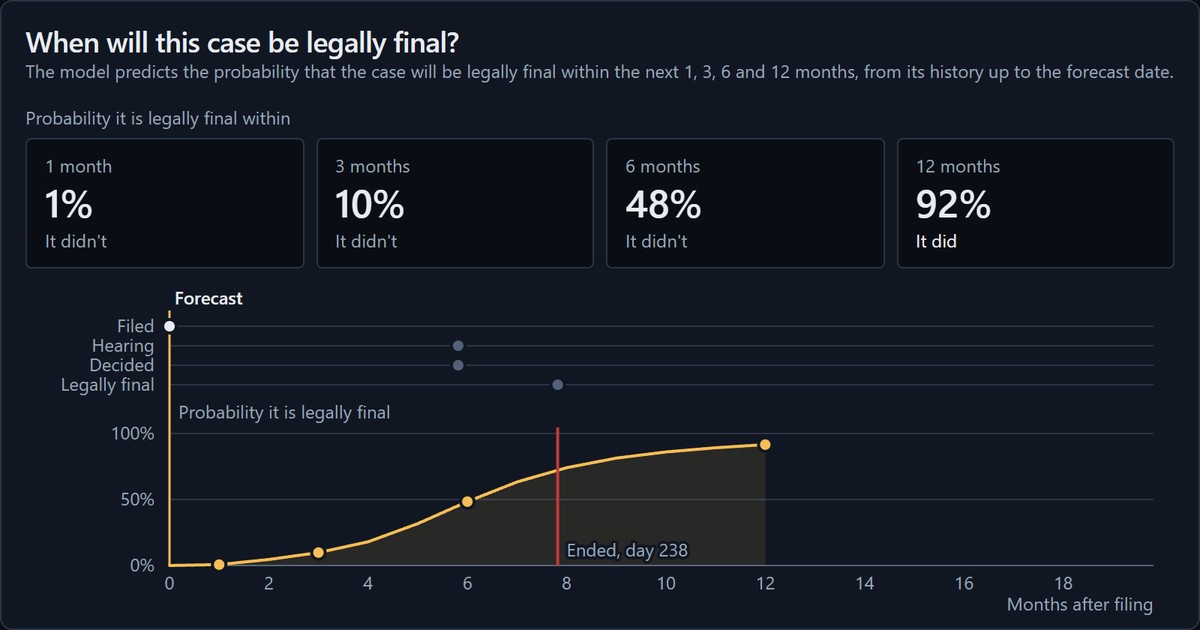 When will this case be legally final?
The model predicts the probability that the case will be legally final within the next 1, 3, 6 and 12 months, from its history up to the forecast date.
Probability it is legally final within
1 month
1%
It didn't
3 months
10%
It didn't
6 months
48%
It didn't
12 months
92%
It did
Forecast
Filed
Hearing
Decided
Legally final
Probability it is legally final
100%
50%
0%
Ended, day 238
0 2 4 6 8 10 12 14 16 18
Months after filing